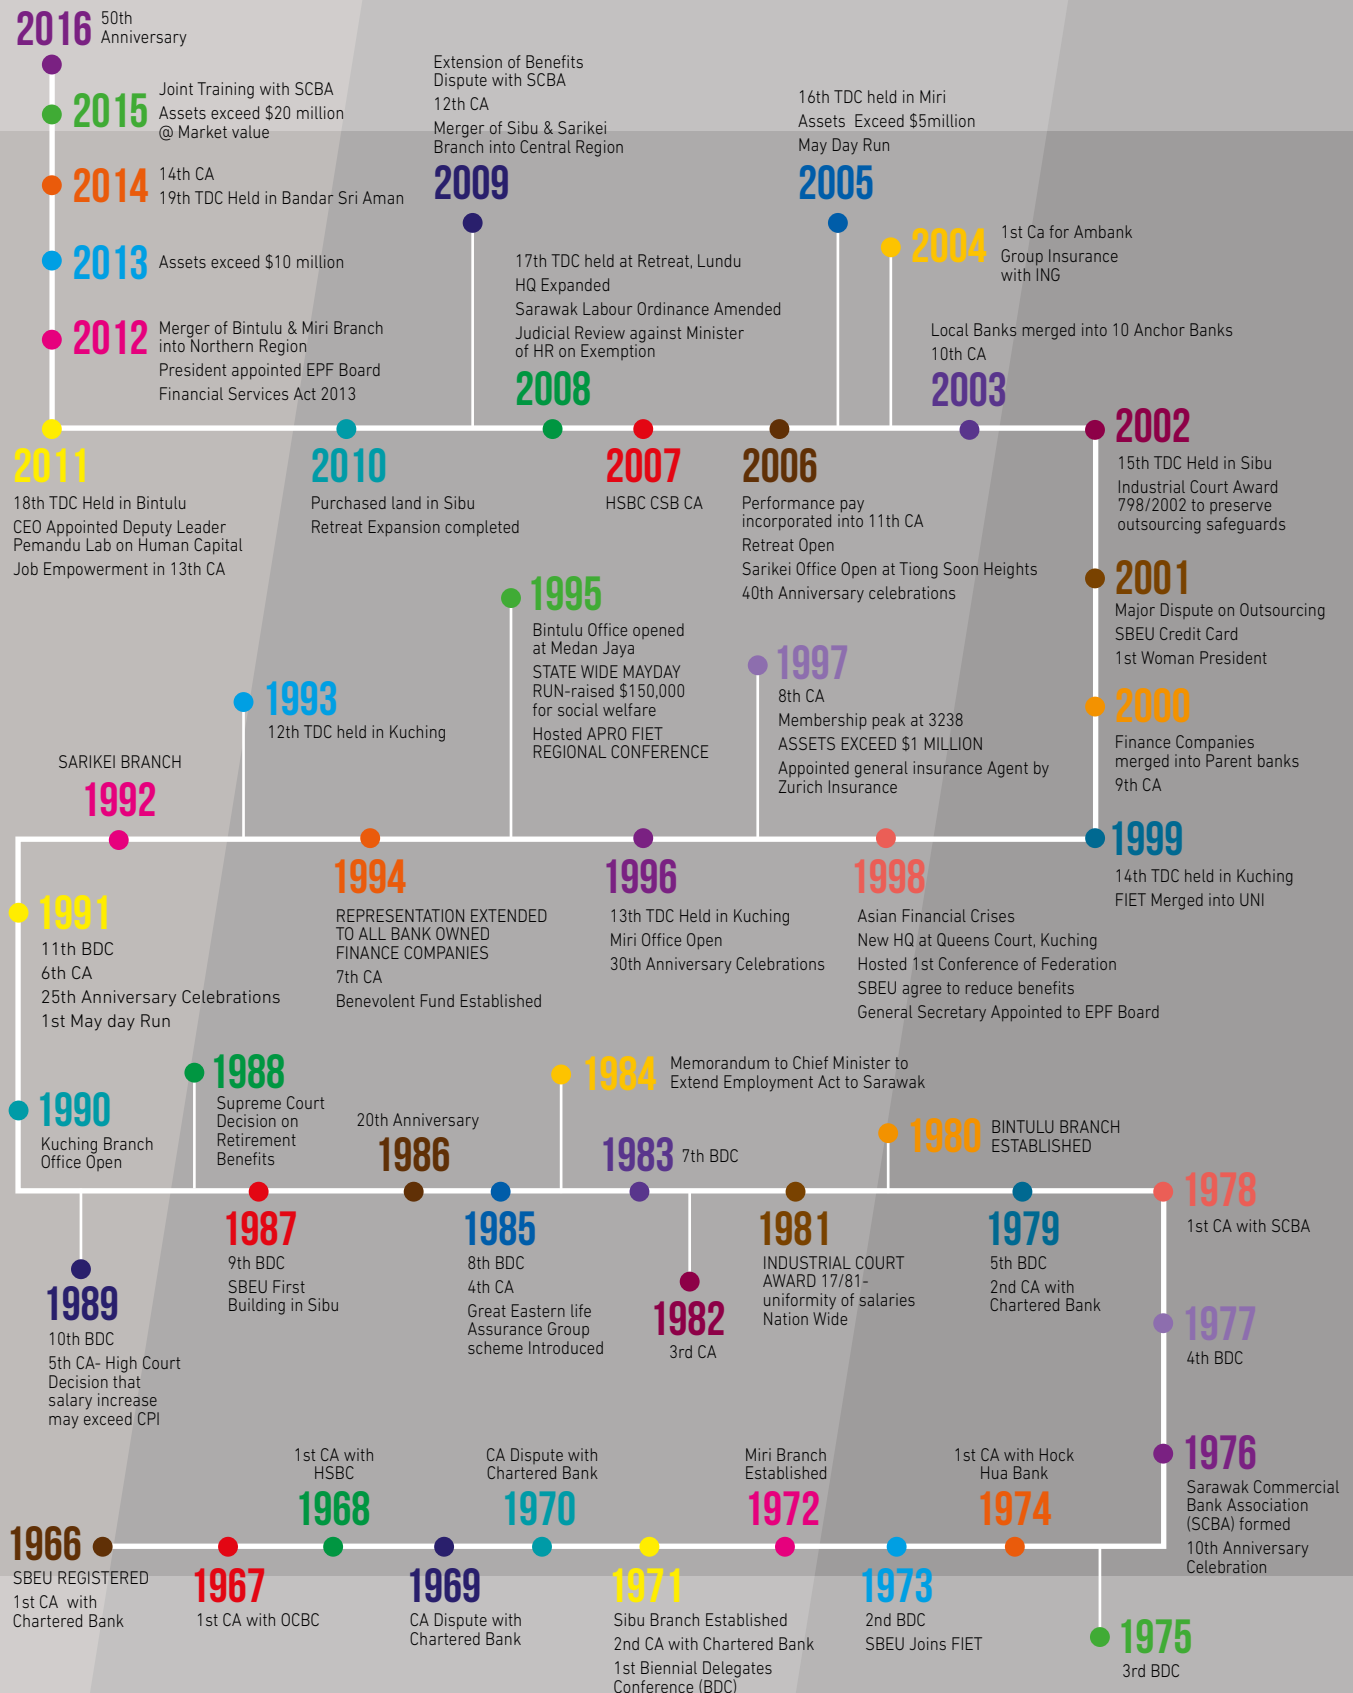 2016
50th
Anniversary
2015
Joint Training with SCBA
Assets exceed $20 million
@ Market value
2014
14th CA
19th TDC Held in Bandar Sri Aman
2013
Assets exceed $10 million
2012
Merger of Bintulu & Miri Branch
into Northern Region
President appointed EPF Board
Financial Services Act 2013
2011
18th TDC Held in Bintulu
CEO Appointed Deputy Leader
Pemandu Lab on Human Capital
Job Empowerment in 13th CA
2010
Purchased land in Sibu
Retreat Expansion completed
Extension of Benefits
Dispute with SCBA
12th CA
Merger of Sibu & Sarikei
Branch into Central Region
2009
17th TDC held at Retreat, Lundu
HQ Expanded
Sarawak Labour Ordinance Amended
Judicial Review against Minister
of HR on Exemption
2008
2007
HSBC CSB CA
2006
Performance pay
incorporated into 11th CA
Retreat Open
Sarikei Office Open at Tiong Soon Heights
40th Anniversary celebrations
16th TDC held in Miri
Assets Exceed $5million
May Day Run
2005
2004
1st Ca for Ambank
Group Insurance
with ING
Local Banks merged into 10 Anchor Banks
10th CA
2003
2002
15th TDC Held in Sibu
Industrial Court Award
798/2002 to preserve
outsourcing safeguards
2001
Major Dispute on Outsourcing
SBEU Credit Card
1st Woman President
2000
Finance Companies
merged into Parent banks
9th CA
1999
14th TDC held in Kuching
FIET Merged into UNI
1998
Asian Financial Crises
New HQ at Queens Court, Kuching
Hosted 1st Conference of Federation
SBEU agree to reduce benefits
General Secretary Appointed to EPF Board
1997
8th CA
Membership peak at 3238
ASSETS EXCEED $1 MILLION
Appointed general insurance Agent by
Zurich Insurance
1996
13th TDC Held in Kuching
Miri Office Open
30th Anniversary Celebrations
1995
Bintulu Office opened
at Medan Jaya
STATE WIDE MAYDAY
RUN-raised $150,000
for social welfare
Hosted APRO FIET
REGIONAL CONFERENCE
1994
REPRESENTATION EXTENDED
TO ALL BANK OWNED
FINANCE COMPANIES
7th CA
Benevolent Fund Established
1993
12th TDC held in Kuching
SARIKEI BRANCH
1992
1991
11th BDC
6th CA
25th Anniversary Celebrations
1st May day Run
1990
Kuching Branch
Office Open
1989
10th BDC
5th CA- High Court
Decision that
salary increase
may exceed CPI
1988
Supreme Court
Decision on
Retirement
Benefits
1987
9th BDC
SBEU First
Building in Sibu
20th Anniversary
1986
1985
8th BDC
4th CA
Great Eastern life
Assurance Group
scheme Introduced
1984
Memorandum to Chief Minister to
Extend Employment Act to Sarawak
1983
7th BDC
1982
3rd CA
1981
INDUSTRIAL COURT
AWARD 17/81-
uniformity of salaries
Nation Wide
1980
BINTULU BRANCH
ESTABLISHED
1979
5th BDC
2nd CA with
Chartered Bank
1978
1st CA with SCBA
1977
4th BDC
1976
Sarawak Commercial
Bank Association
(SCBA) formed
10th Anniversary
Celebration
1975
3rd BDC
1st CA with Hock
Hua Bank
1974
1973
2nd BDC
SBEU Joins FIET
Miri Branch
Established
1972
1971
Sibu Branch Established
2nd CA with Chartered Bank
1st Biennial Delegates
Conference (BDC)
CA Dispute with
Chartered Bank
1970
1969
CA Dispute with
Chartered Bank
1st CA with
HSBC
1968
1967
1st CA with OCBC
1966
SBEU REGISTERED
1st CA with
Chartered Bank